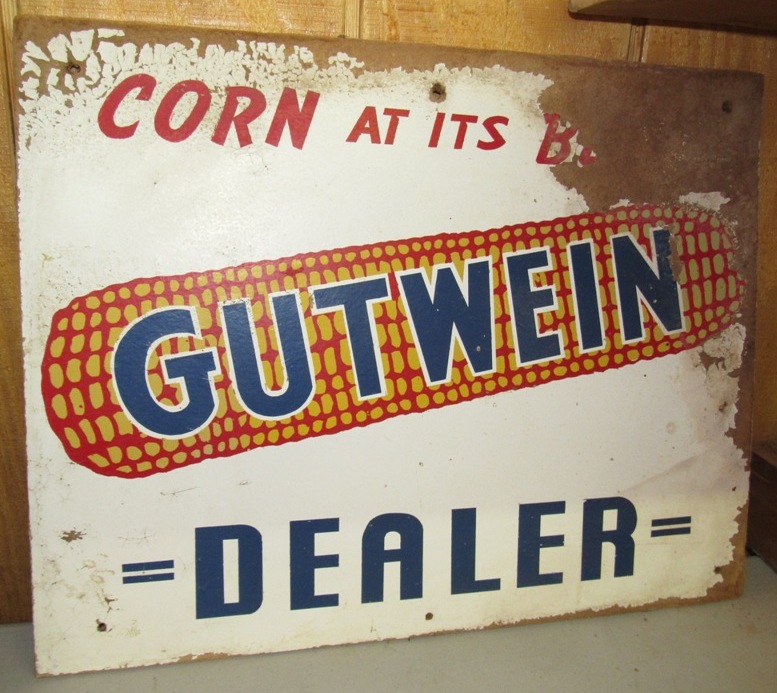 CORN AT ITS
GUTWEIN
=DEALER=